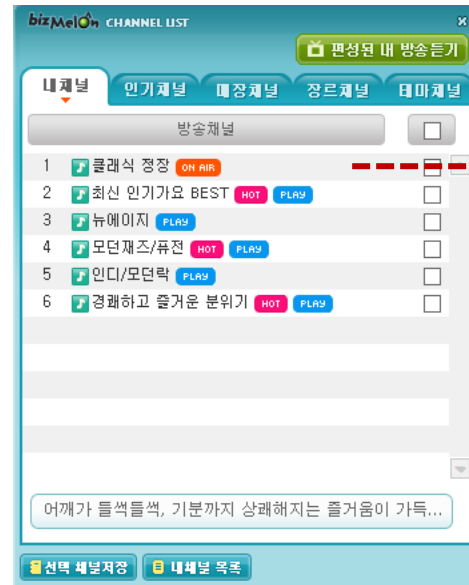 bizMelOn CHANNEL LIST
편성된 내 방송듣기
내채널 인기채널 매장채널 장르채널 테마채널
방송채널
1 클래식 정장 ON AIR
2 최신 인기가요 BEST HOT PLAY
3 뉴에이지 PLAY
4 모던재즈/퓨전 HOT PLAY
5 인디/모던락 PLAY
6 경쾌하고 즐거운 분위기 HOT PLAY
어깨가 들썩들썩, 기분까지 상쾌해지는 즐거움이 가득...
선택 채널저장 내채널 목록